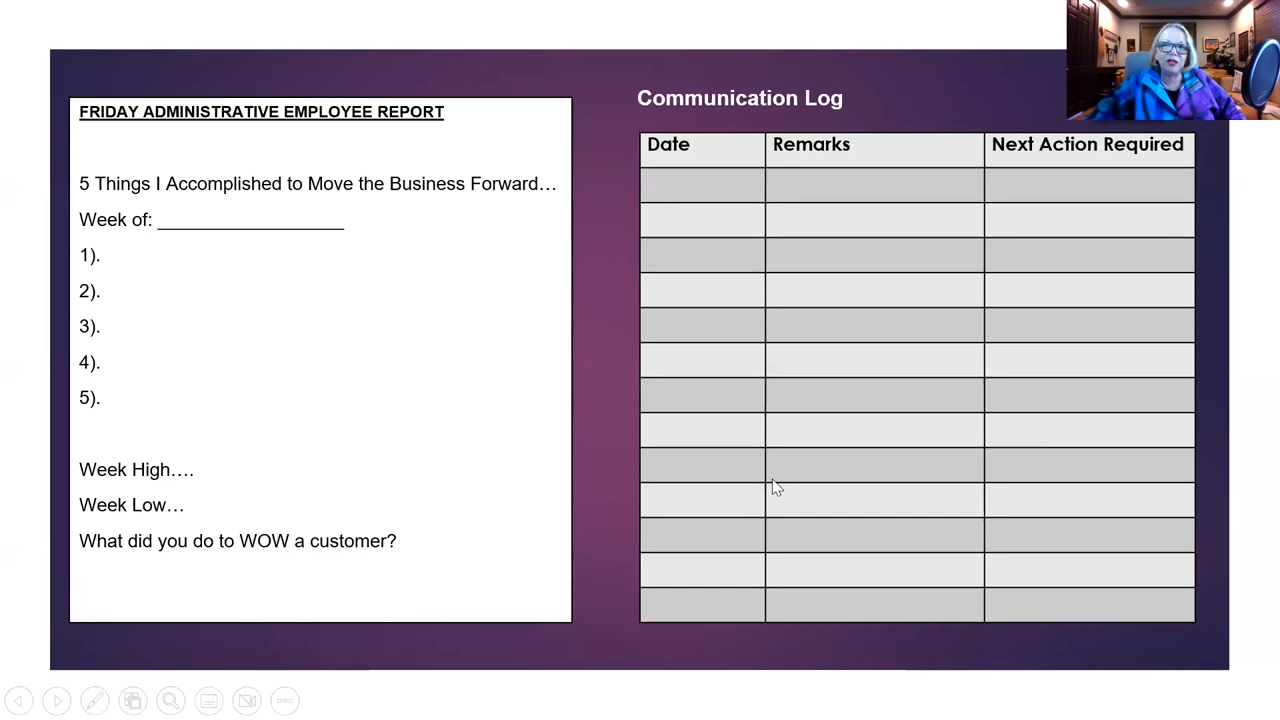 FRIDAY ADMINISTRATIVE EMPLOYEE REPORT
5 Things I Accomplished to Move the Business Forward…
Week of: ___________________
1).
2).
3).
4).
5).
Week High….
Week Low…
What did you do to WOW a customer?
Communication Log
Date Remarks Next Action Required